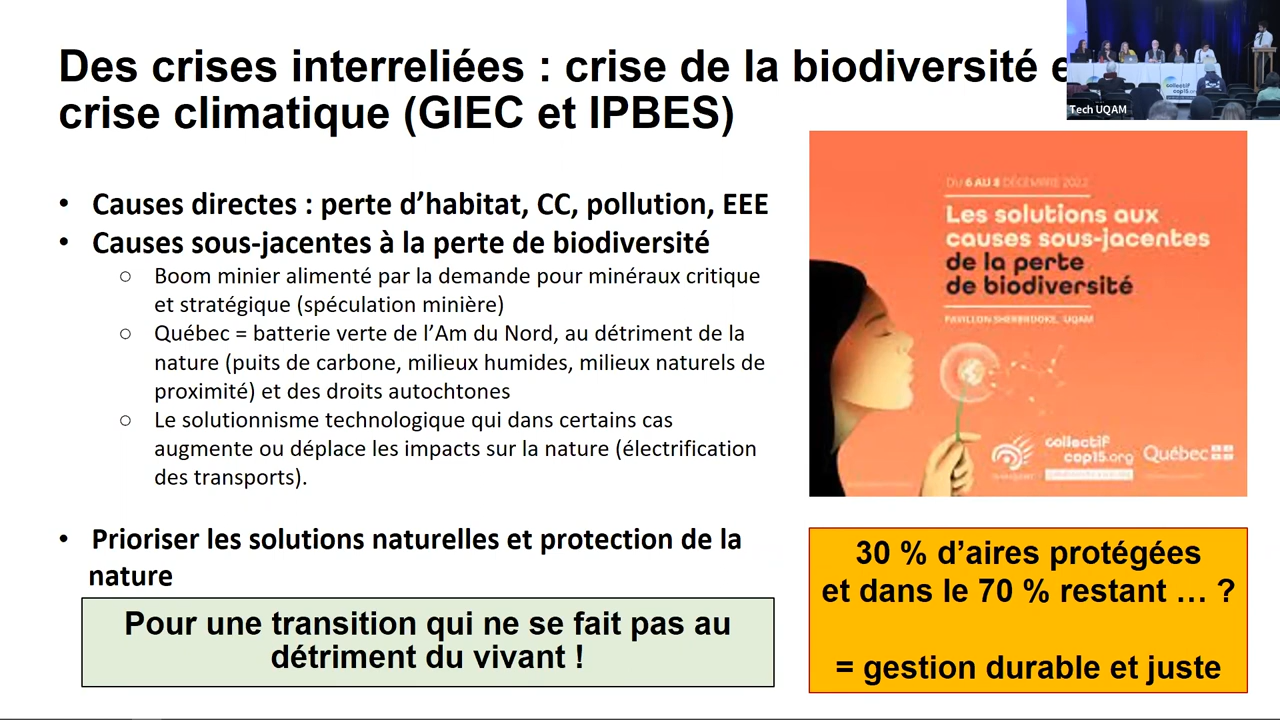 Des crises interreliées : crise de la biodiversité e
crise climatique (GIEC et IPBES)
Tech UQAM
collectif
cop15.org
• Causes directes : perte d’habitat, CC, pollution, EEE
• Causes sous-jacentes à la perte de biodiversité
○ Boom minier alimenté par la demande pour minéraux critique
et stratégique (spéculation minière)
○ Québec = batterie verte de l’Am du Nord, au détriment de la
nature (puits de carbone, milieux humides, milieux naturels de
proximité) et des droits autochtones
○ Le solutionnisme technologique qui dans certains cas
augmente ou déplace les impacts sur la nature (électrification
des transports).
• Prioriser les solutions naturelles et protection de la
nature
Pour une transition qui ne se fait pas au
détriment du vivant !
DU 6 AU 8 DÉCEMBRE 2022
Les solutions aux
causes sous-jacentes
de la perte
de biodiversité
PAVILLON SHERBROOKE, UQAM
collectif
cop15.org
Québec
30 % d’aires protégées
et dans le 70 % restant … ?
= gestion durable et juste